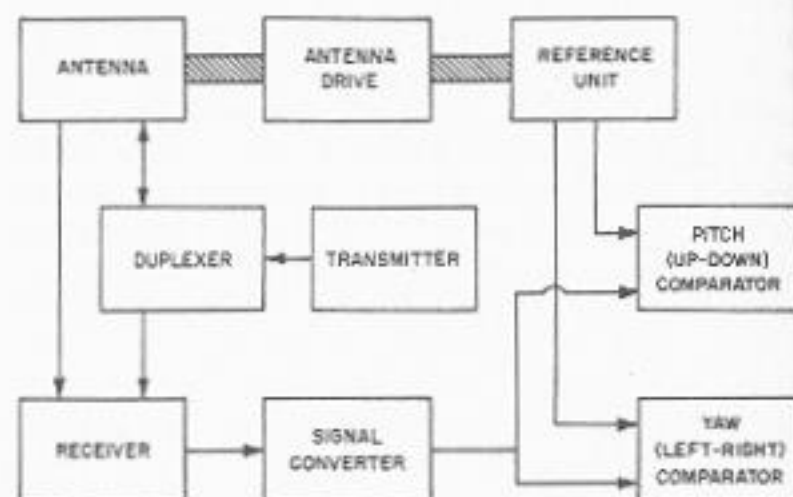 ANTENNA
ANTENNA
DRIVE
REFERENCE
UNIT
DUPLEXER
TRANSMITTER
PITCH
(UP-DOWN)
COMPARATOR
RECEIVER
SIGNAL
CONVERTER
YAW
(LEFT-RIGHT)
COMPARATOR